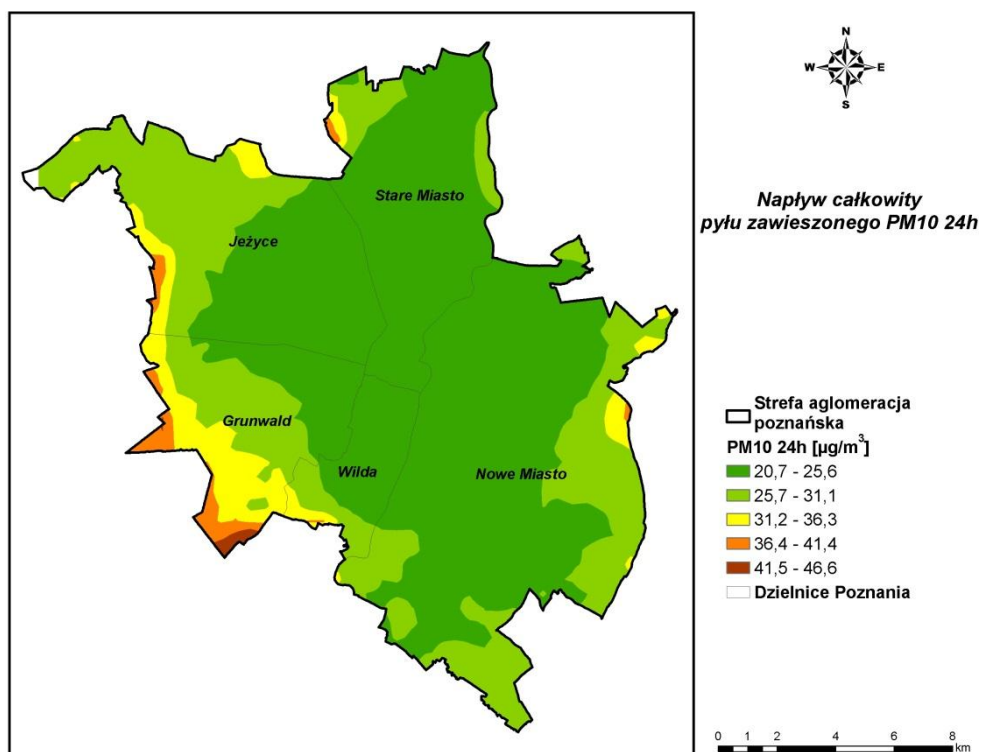 N
W E
S
Napływ całkowity
pyłu zawieszonego PM10 24h
Stare Miasto
Jeżyce
Grunwald
Wilda
Nowe Miasto
Strefa aglomeracja
poznańska
PM10 24h [µg/m³]
20,7 - 25,6
25,7 - 31,1
31,2 - 36,3
36,4 - 41,4
41,5 - 46,6
Dzielnice Poznania
0 1 2 4 6 8
km